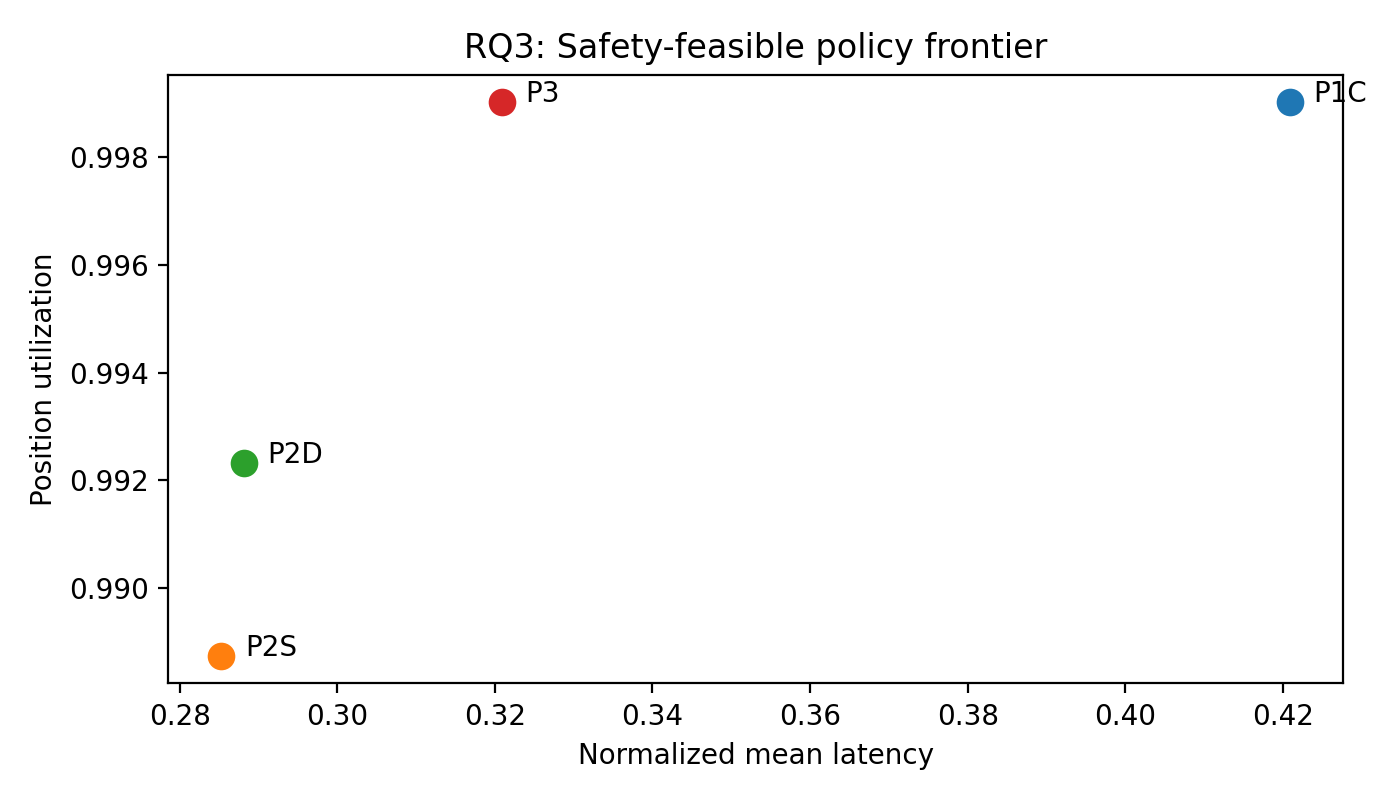 RQ3: Safety-feasible policy frontier
P3
P1C
0.998
0.996
0.994
P2D
0.992
0.990
P2S
0.28 0.30 0.32 0.34 0.36 0.38 0.40 0.42
Normalized mean latency
Position utilization